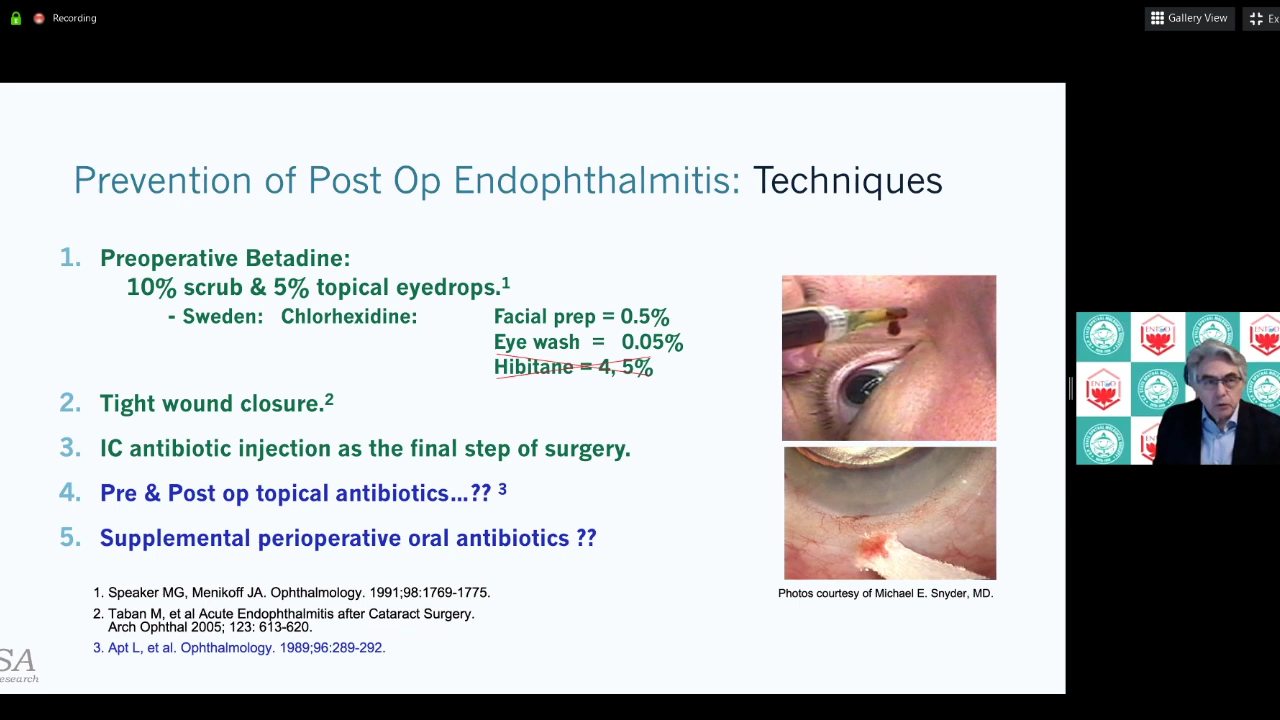 Recording
Gallery View
Ex
Prevention of Post Op Endophthalmitis: Techniques
1. Preoperative Betadine:
10% scrub & 5% topical eyedrops.¹
- Sweden: Chlorhexidine: Facial prep = 0.5%
Eye wash = 0.05%
Hibitane = 4, 5%
2. Tight wound closure.²
3. IC antibiotic injection as the final step of surgery.
4. Pre & Post op topical antibiotics...?? ³
5. Supplemental perioperative oral antibiotics ??
1. Speaker MG, Menikoff JA. Ophthalmology. 1991;98:1769-1775.
2. Taban M, et al Acute Endophthalmitis after Cataract Surgery.
Arch Ophthal 2005; 123: 613-620.
3. Apt L, et al. Ophthalmology. 1989;96:289-292.
Photos courtesy of Michael E. Snyder, MD.
SA
esearch